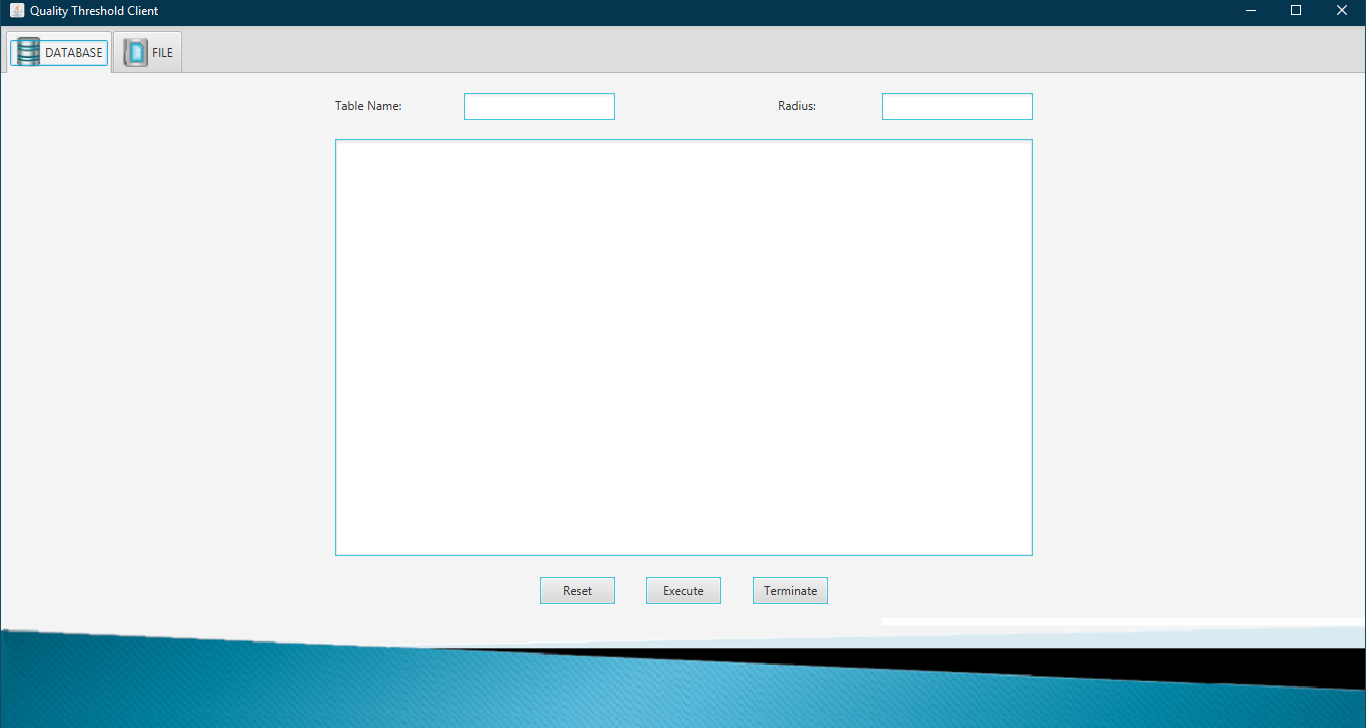 Quality Threshold Client
DATABASE FILE
Table Name: Radius:
Reset Execute Terminate